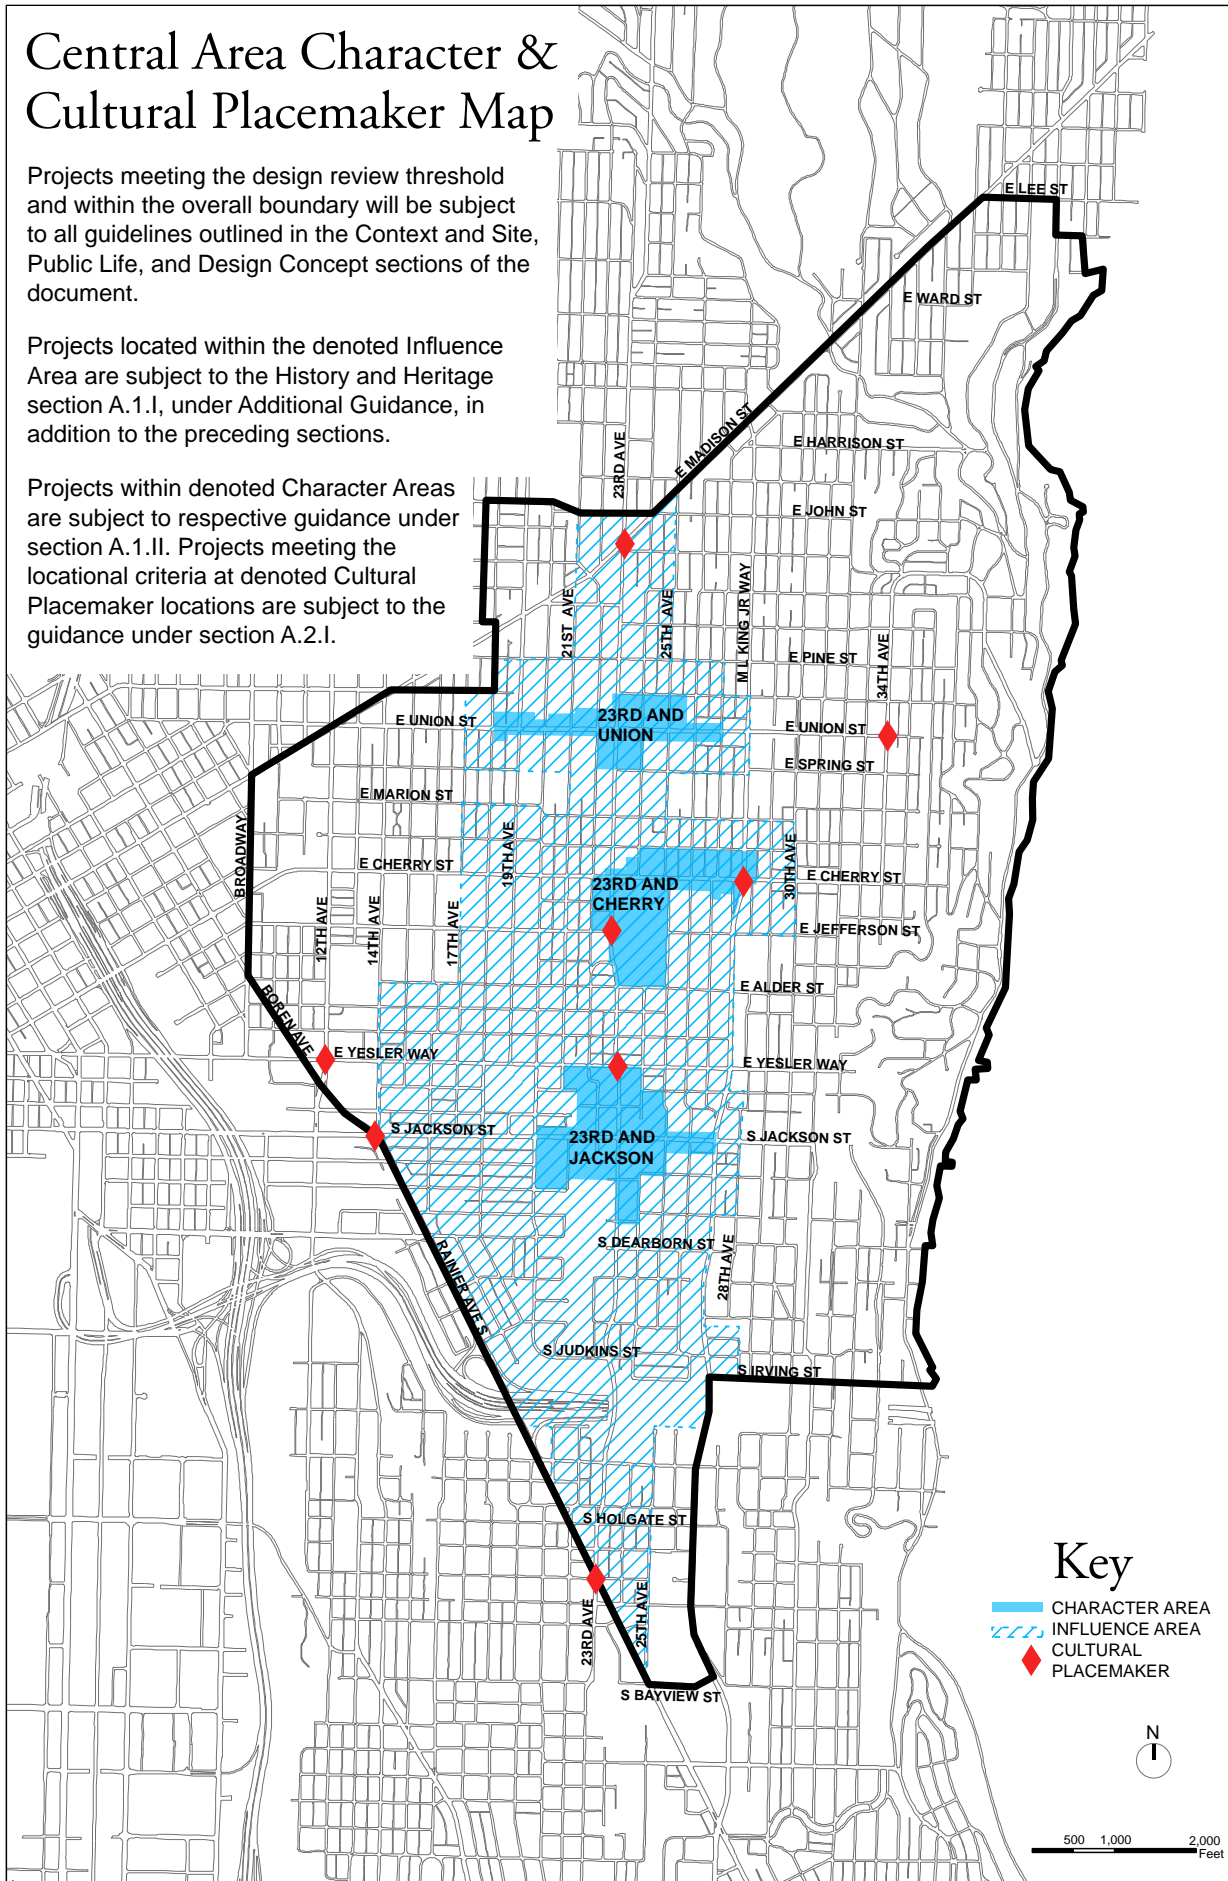 Central Area Character &
Cultural Placemaker Map
Projects meeting the design review threshold
and within the overall boundary will be subject
to all guidelines outlined in the Context and Site,
Public Life, and Design Concept sections of the
document.
Projects located within the denoted Influence
Area are subject to the History and Heritage
section A.1.I, under Additional Guidance, in
addition to the preceding sections.
Projects within denoted Character Areas
are subject to respective guidance under
section A.1.II. Projects meeting the
locational criteria at denoted Cultural
Placemaker locations are subject to the
guidance under section A.2.I.
E LEE ST
E WARD ST
E MADISON ST
23RD AVE
E HARRISON ST
E JOHN ST
21ST AVE
25TH AVE
M L KING JR WAY
34TH AVE
E PINE ST
E UNION ST
23RD AND
UNION
E UNION ST
E SPRING ST
E MARION ST
BROADWAY
19TH AVE
30TH AVE
E CHERRY ST
23RD AND
CHERRY
E CHERRY ST
12TH AVE
14TH AVE
17TH AVE
E JEFFERSON ST
E ALDER ST
BOREN AVE
E YESLER WAY
E YESLER WAY
S JACKSON ST
23RD AND
JACKSON
S JACKSON ST
S DEARBORN ST
28TH AVE
RAINIER AVE S
S JUDKINS ST
S IRVING ST
S HOLGATE ST
23RD AVE
25TH AVE
S BAYVIEW ST
Key
CHARACTER AREA
INFLUENCE AREA
CULTURAL
PLACEMAKER
N
500 1,000 2,000
Feet